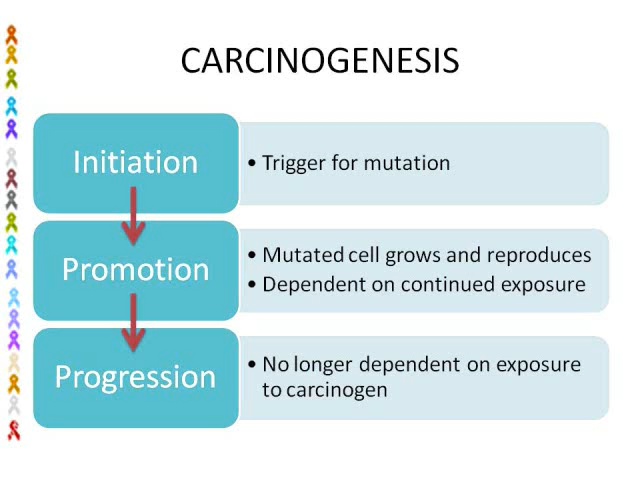 CARCINOGENESIS
Initiation
• Trigger for mutation
Promotion
• Mutated cell grows and reproduces
• Dependent on continued exposure
Progression
• No longer dependent on exposure
to carcinogen